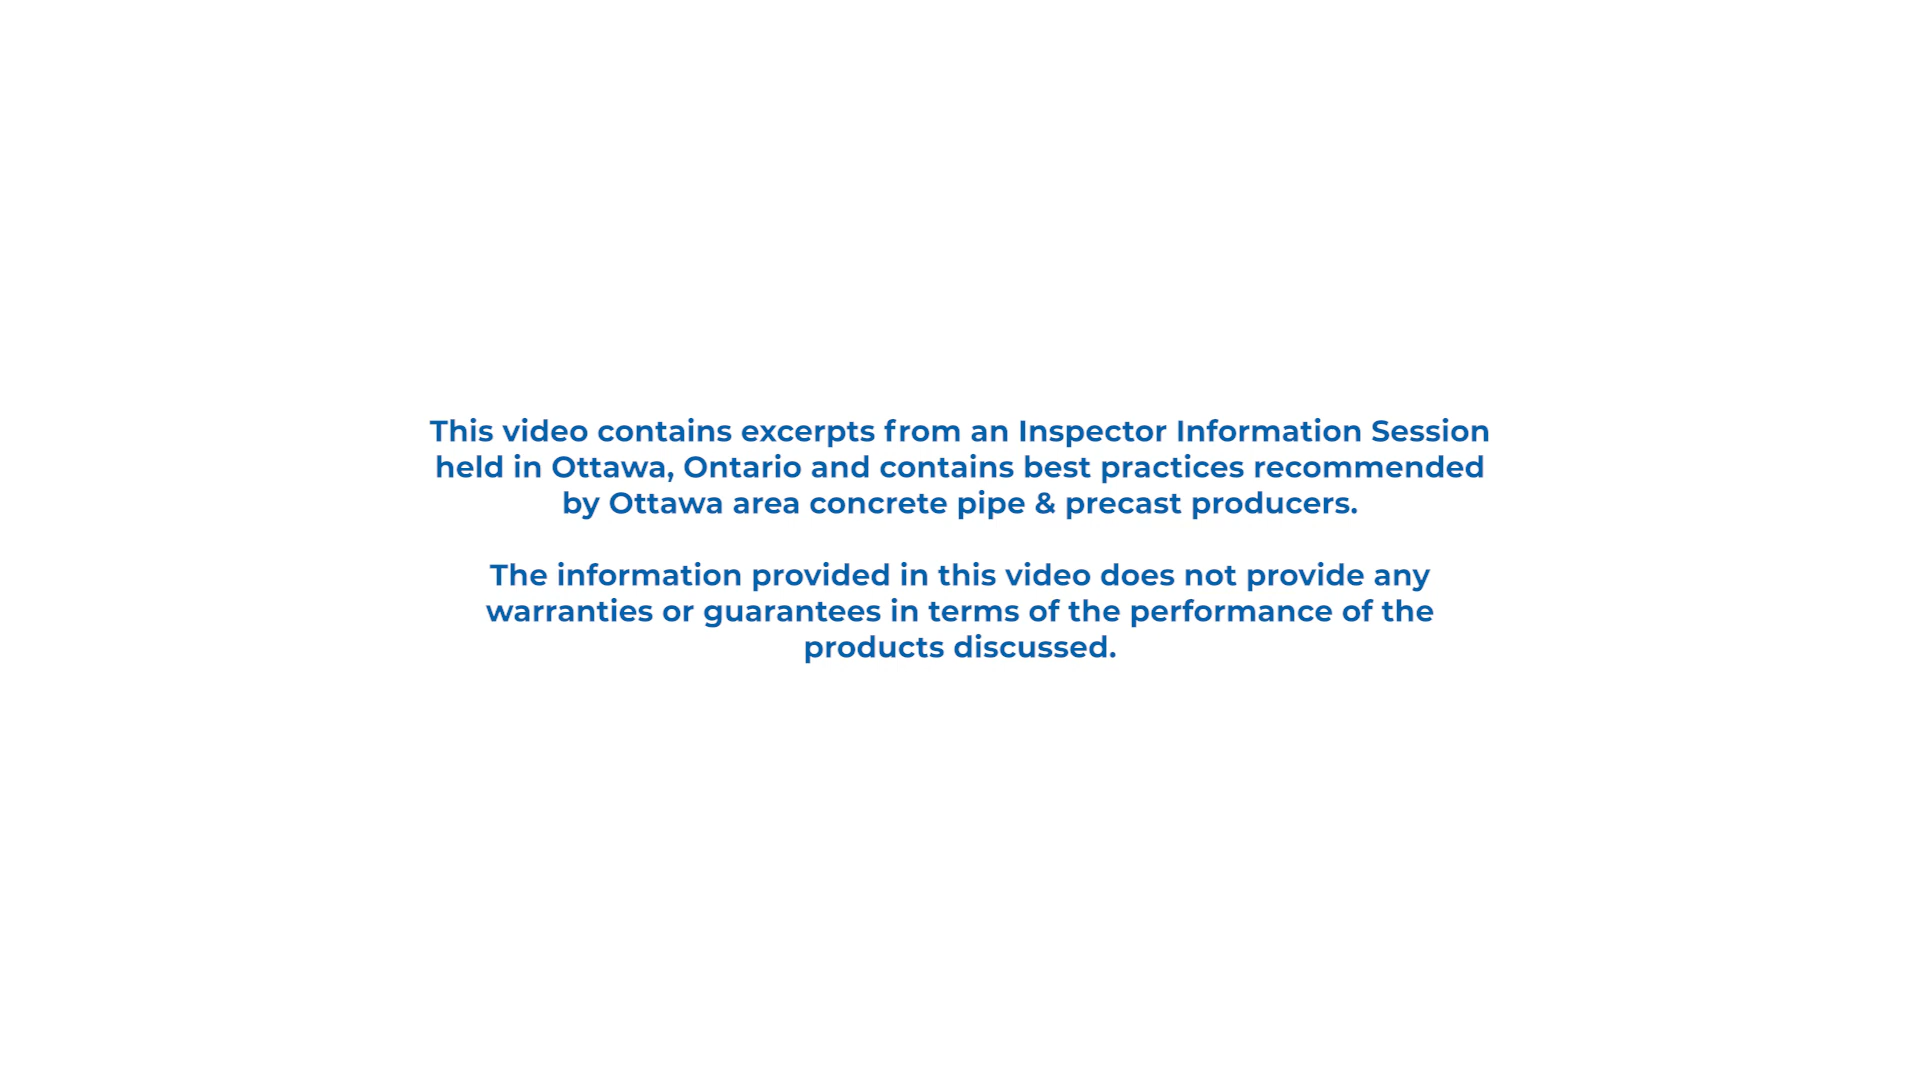 This video contains excerpts from an Inspector Information Session
held in Ottawa, Ontario and contains best practices recommended
by Ottawa area concrete pipe & precast producers.
The information provided in this video does not provide any
warranties or guarantees in terms of the performance of the
products discussed.